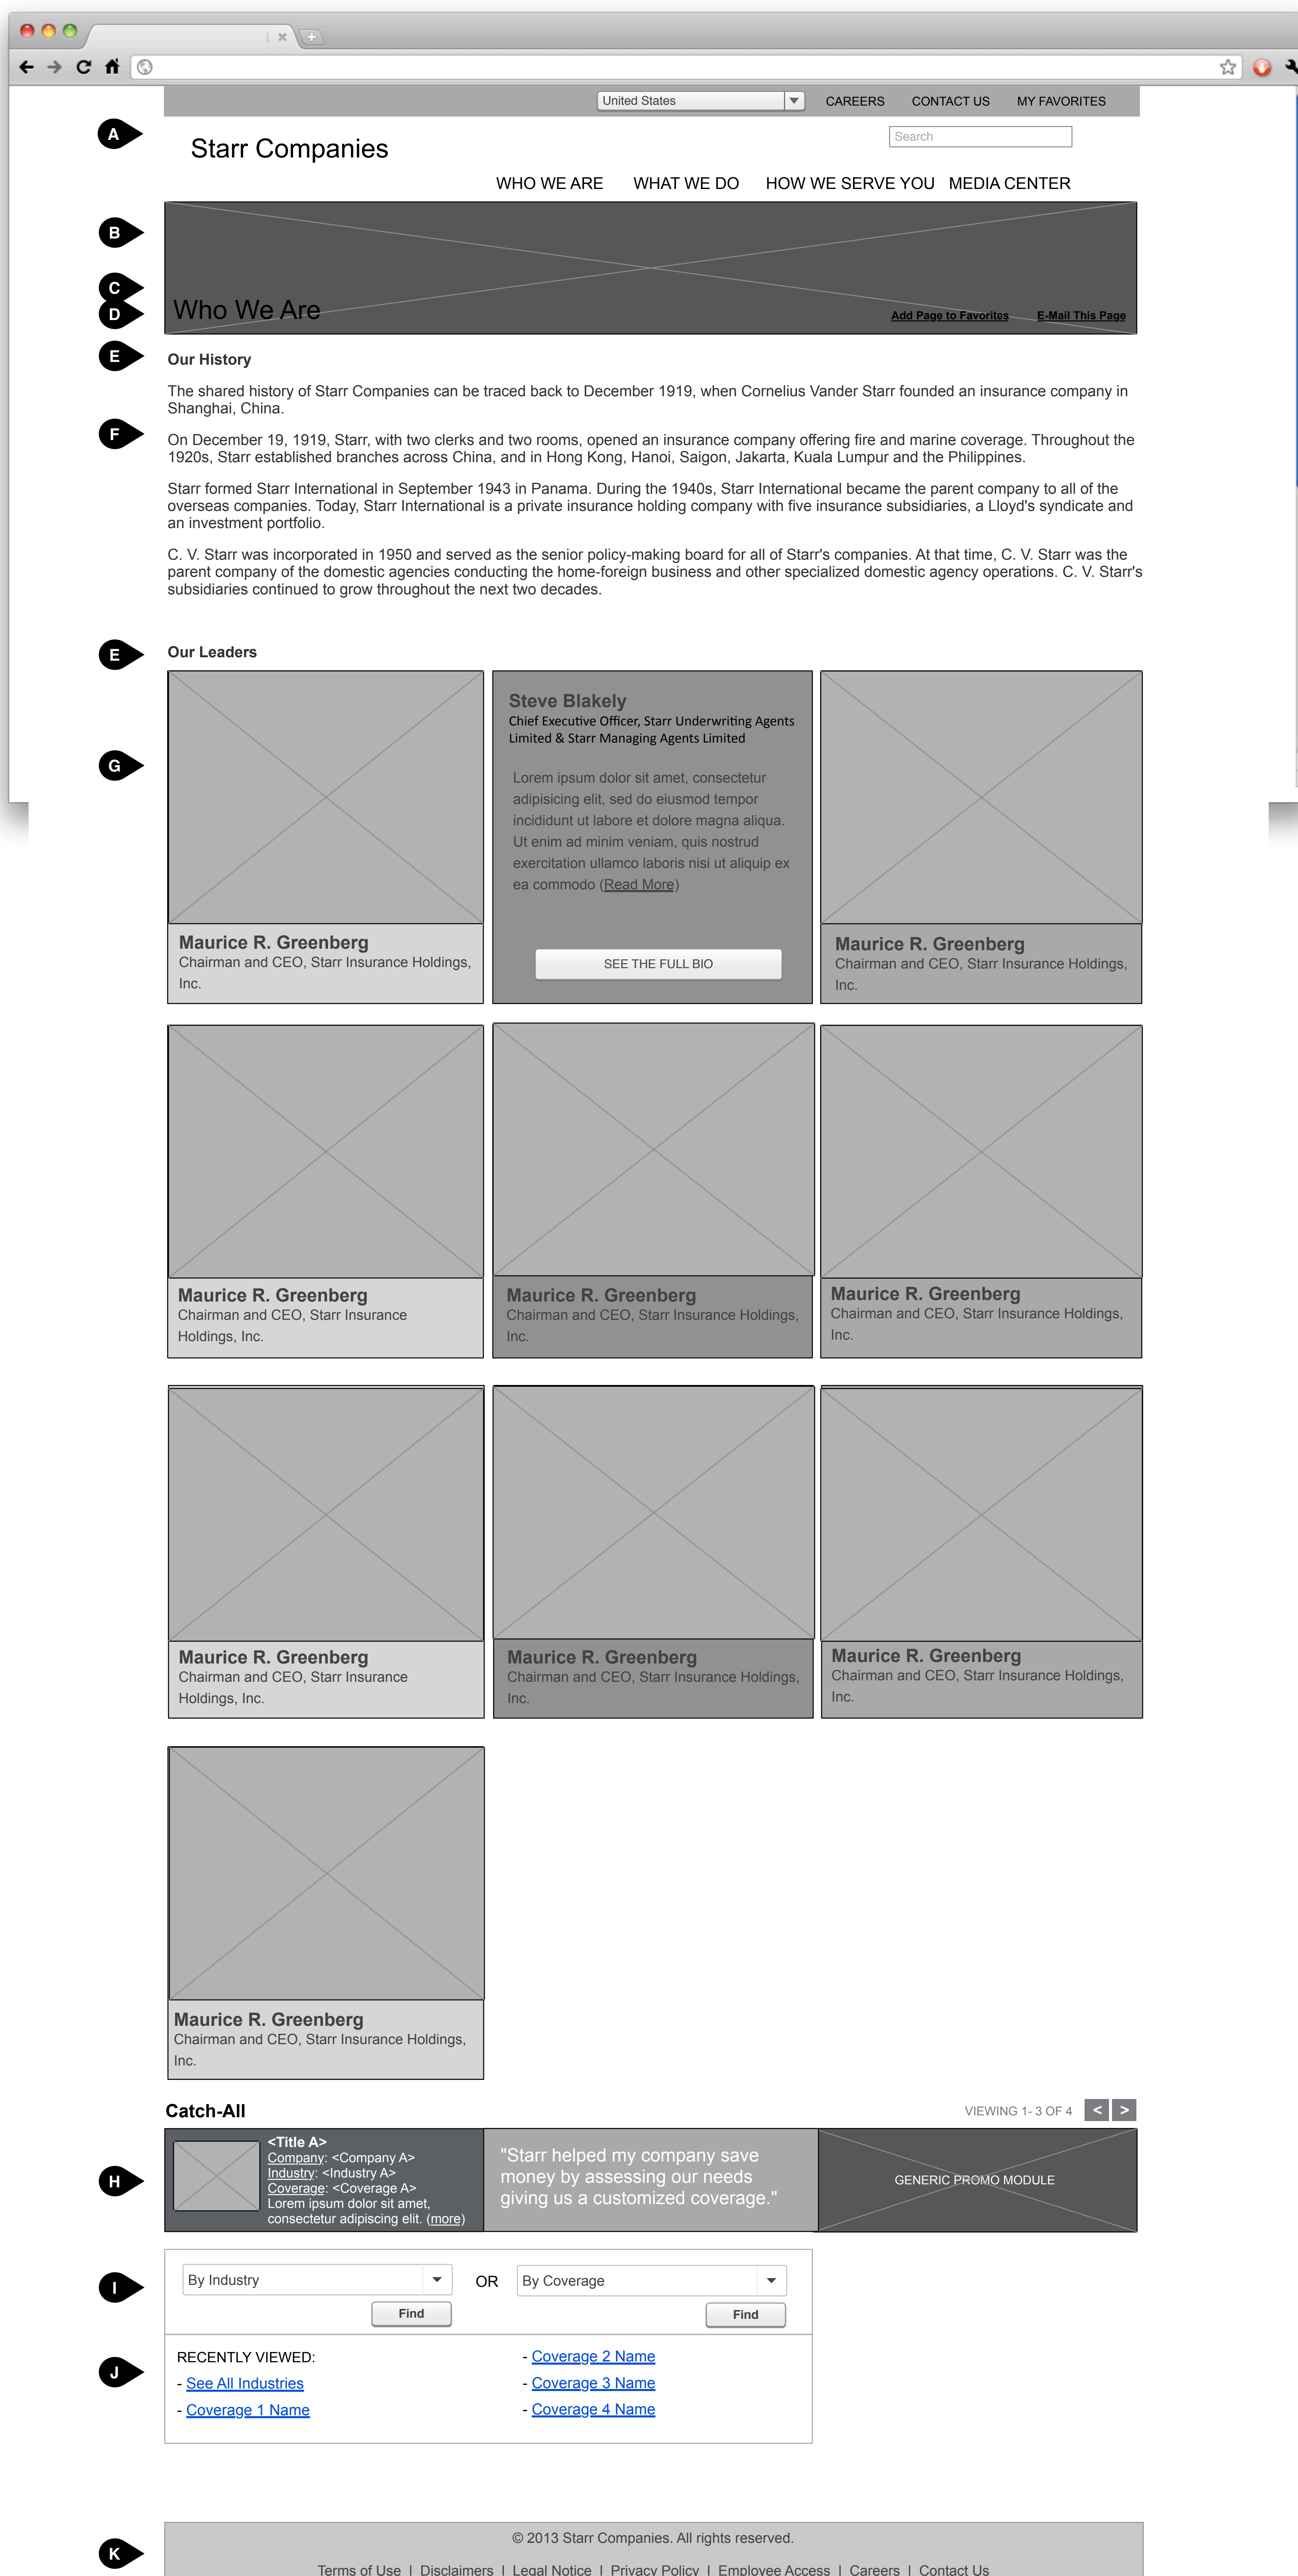 United States
CAREERS
CONTACT US
MY FAVORITES
A
Starr Companies
Search
WHO WE ARE
WHAT WE DO
HOW WE SERVE YOU
MEDIA CENTER
B
C
D
Who We Are
Add Page to Favorites
E-Mail This Page
E
Our History
The shared history of Starr Companies can be traced back to December 1919, when Cornelius Vander Starr founded an insurance company in
Shanghai, China.
F
On December 19, 1919, Starr, with two clerks and two rooms, opened an insurance company offering fire and marine coverage. Throughout the
1920s, Starr established branches across China, and in Hong Kong, Hanoi, Saigon, Jakarta, Kuala Lumpur and the Philippines.
Starr formed Starr International in September 1943 in Panama. During the 1940s, Starr International became the parent company to all of the
overseas companies. Today, Starr International is a private insurance holding company with five insurance subsidiaries, a Lloyd's syndicate and
an investment portfolio.
C. V. Starr was incorporated in 1950 and served as the senior policy-making board for all of Starr's companies. At that time, C. V. Starr was the
parent company of the domestic agencies conducting the home-foreign business and other specialized domestic agency operations. C. V. Starr's
subsidiaries continued to grow throughout the next two decades.
E
Our Leaders
G
Maurice R. Greenberg
Chairman and CEO, Starr Insurance Holdings,
Inc.
Steve Blakely
Chief Executive Officer, Starr Underwriting Agents
Limited & Starr Managing Agents Limited
Lorem ipsum dolor sit amet, consectetur
adipisicing elit, sed do eiusmod tempor
incididunt ut labore et dolore magna aliqua.
Ut enim ad minim veniam, quis nostrud
exercitation ullamco laboris nisi ut aliquip ex
ea commodo (Read More)
SEE THE FULL BIO
Maurice R. Greenberg
Chairman and CEO, Starr Insurance Holdings,
Inc.
Maurice R. Greenberg
Chairman and CEO, Starr Insurance
Holdings, Inc.
Maurice R. Greenberg
Chairman and CEO, Starr Insurance Holdings,
Inc.
Maurice R. Greenberg
Chairman and CEO, Starr Insurance Holdings,
Inc.
Maurice R. Greenberg
Chairman and CEO, Starr Insurance
Holdings, Inc.
Maurice R. Greenberg
Chairman and CEO, Starr Insurance Holdings,
Inc.
Maurice R. Greenberg
Chairman and CEO, Starr Insurance Holdings,
Inc.
Maurice R. Greenberg
Chairman and CEO, Starr Insurance Holdings,
Inc.
Catch-All
VIEWING 1- 3 OF 4
< >
H
<Title A>
Company: <Company A>
Industry: <Industry A>
Coverage: <Coverage A>
Lorem ipsum dolor sit amet,
consectetur adipiscing elit. (more)
"Starr helped my company save
money by assessing our needs
giving us a customized coverage."
GENERIC PROMO MODULE
I
By Industry
OR
By Coverage
Find
Find
J
RECENTLY VIEWED:
- See All Industries
- Coverage 1 Name
- Coverage 2 Name
- Coverage 3 Name
- Coverage 4 Name
K
© 2013 Starr Companies. All rights reserved.
Terms of Use | Disclaimers | Legal Notice | Privacy Policy | Employee Access | Careers | Contact Us